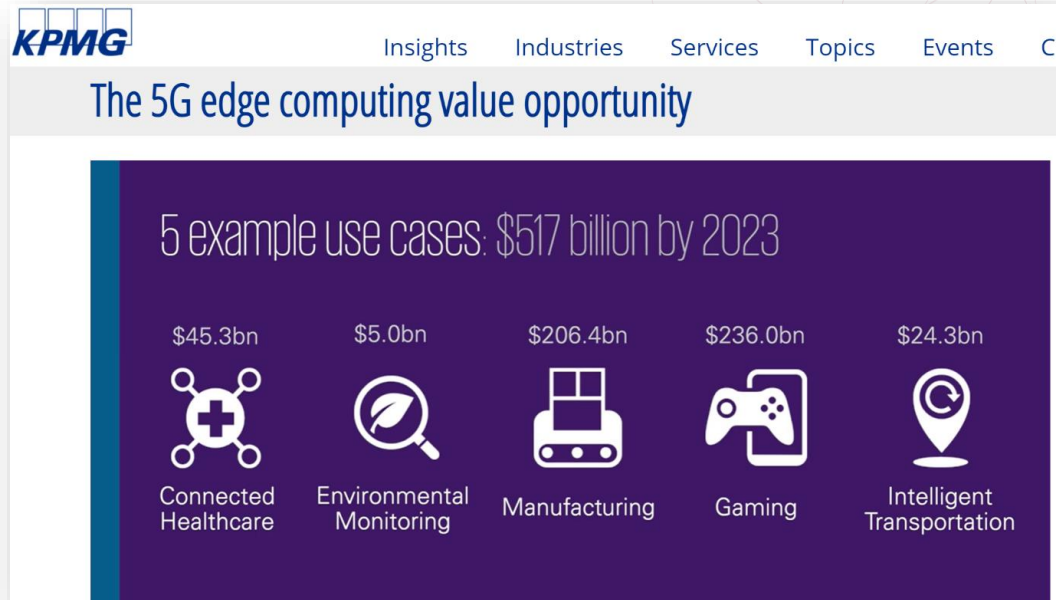 KPMG
Insights Industries Services Topics Events C
The 5G edge computing value opportunity
5 example use cases: $517 billion by 2023
$45.3bn $5.0bn $206.4bn $236.0bn $24.3bn
Connected Healthcare
Environmental Monitoring
Manufacturing
Gaming
Intelligent Transportation